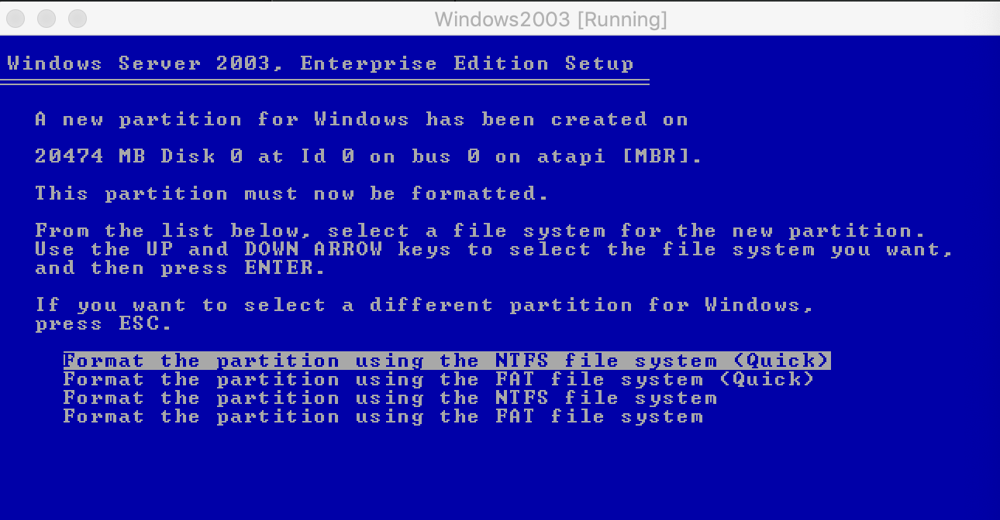 Windows2003 [Running]
Windows Server 2003, Enterprise Edition Setup
A new partition for Windows has been created on
20474 MB Disk 0 at Id 0 on bus 0 on atapi [MBR].
This partition must now be formatted.
From the list below, select a file system for the new partition.
Use the UP and DOWN ARROW keys to select the file system you want,
and then press ENTER.
If you want to select a different partition for Windows,
press ESC.
Format the partition using the NTFS file system (Quick)
Format the partition using the FAT file system (Quick)
Format the partition using the NTFS file system
Format the partition using the FAT file system